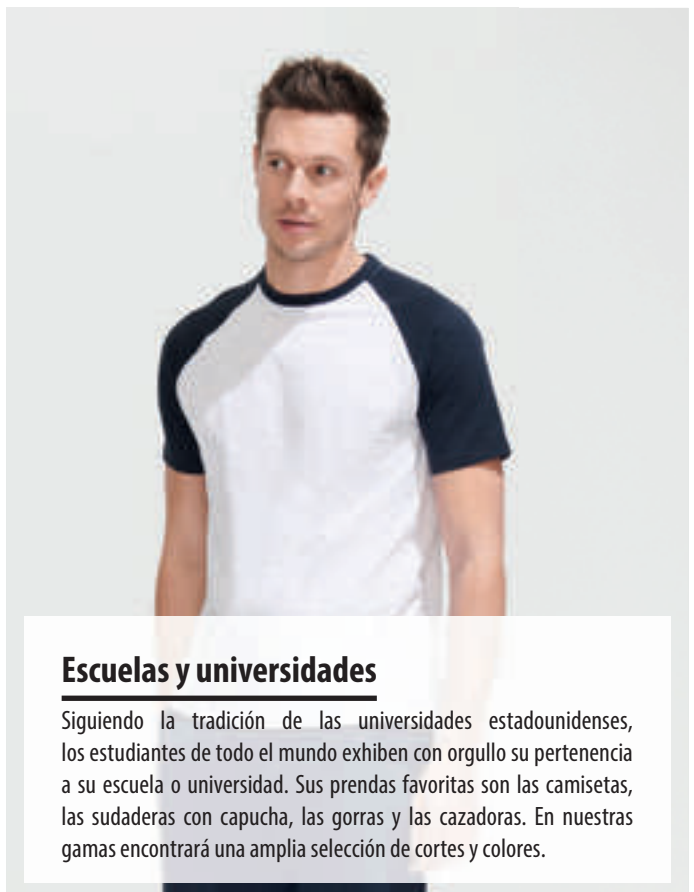 Escuelas y universidades
Siguiendo la tradición de las universidades estadounidenses,
los estudiantes de todo el mundo exhiben con orgullo su pertenencia
a su escuela o universidad. Sus prendas favoritas son las camisetas,
las sudaderas con capucha, las gorras y las cazadoras. En nuestras
gamas encontrará una amplia selección de cortes y colores.